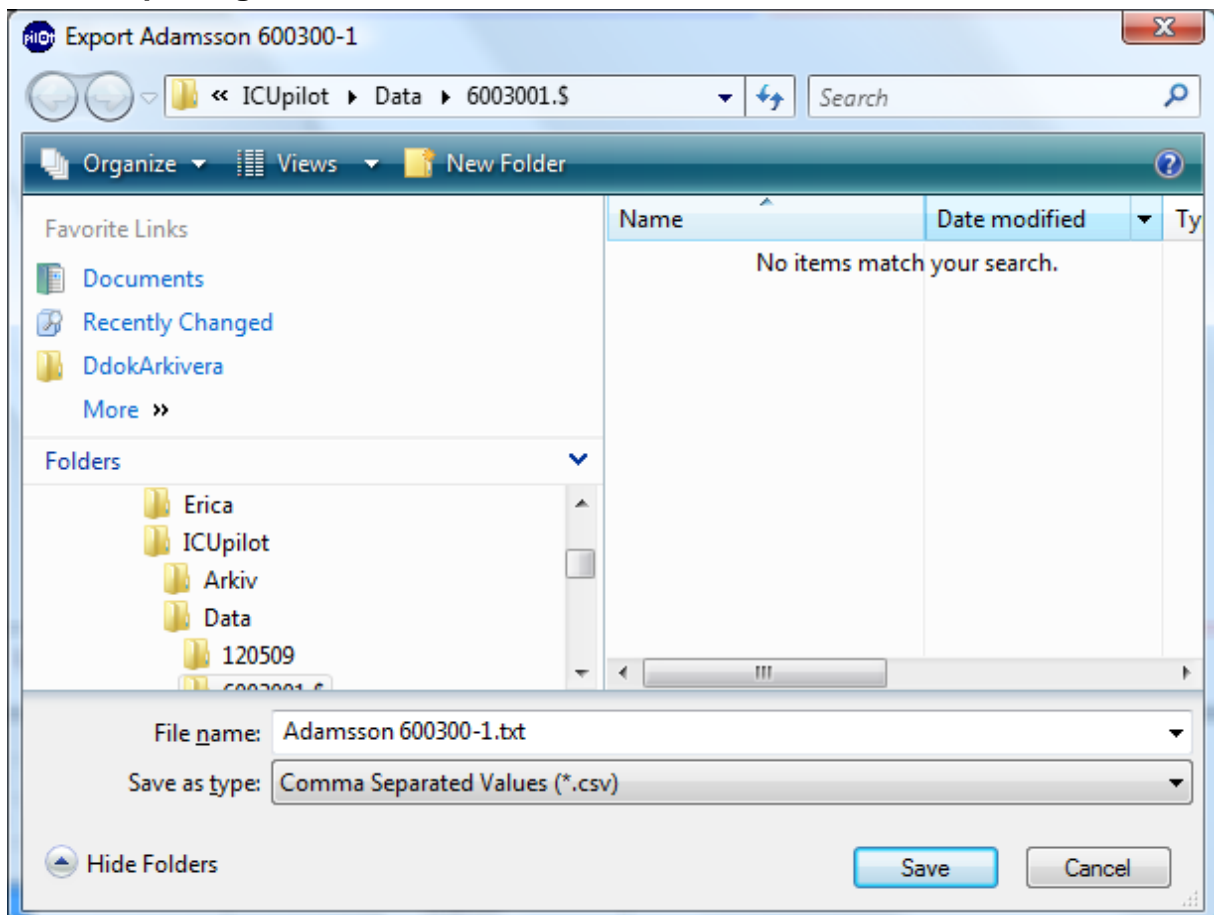 PILOT Export Adamsson 600300-1
« ICUpilot Data 6003001.$ Search
Organize Views New Folder
Favorite Links
Name Date modified Ty
No items match your search.
Documents
Recently Changed
DdokArkivera
More »
Folders
Erica
ICUpilot
Arkiv
Data
120509
File name: Adamsson 600300-1.txt
Save as type: Comma Separated Values (*.csv)
Hide Folders Save Cancel